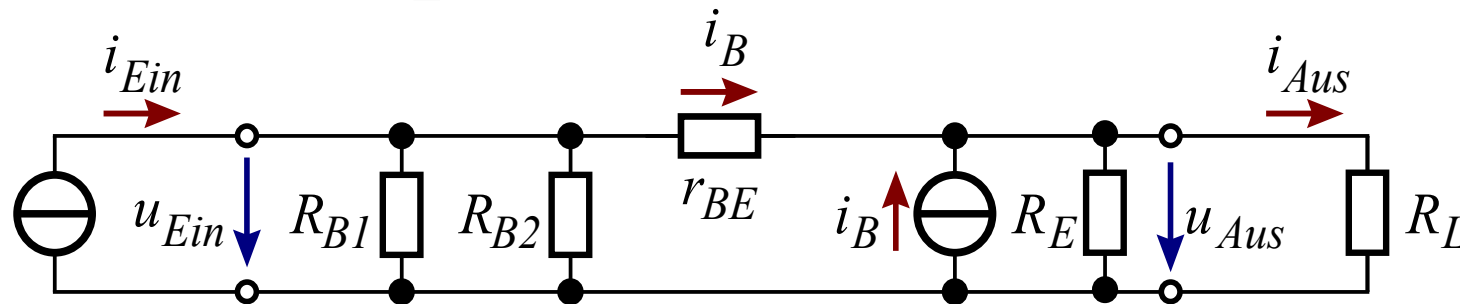 i_B
i_Ein
i_Aus
u_Ein
R_B1
R_B2
r_BE
i_B
R_E
u_Aus
R_L